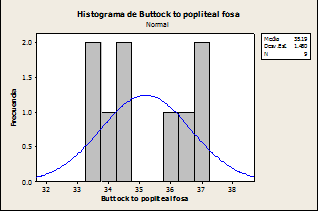 Histograma de Buttock to popliteal fosa
Normal
Media 35.19
Desv.Est. 1.460
N 9
Frecuencia
2.0
1.5
1.0
0.5
0.0
32 33 34 35 36 37 38
Buttock to popliteal fosa